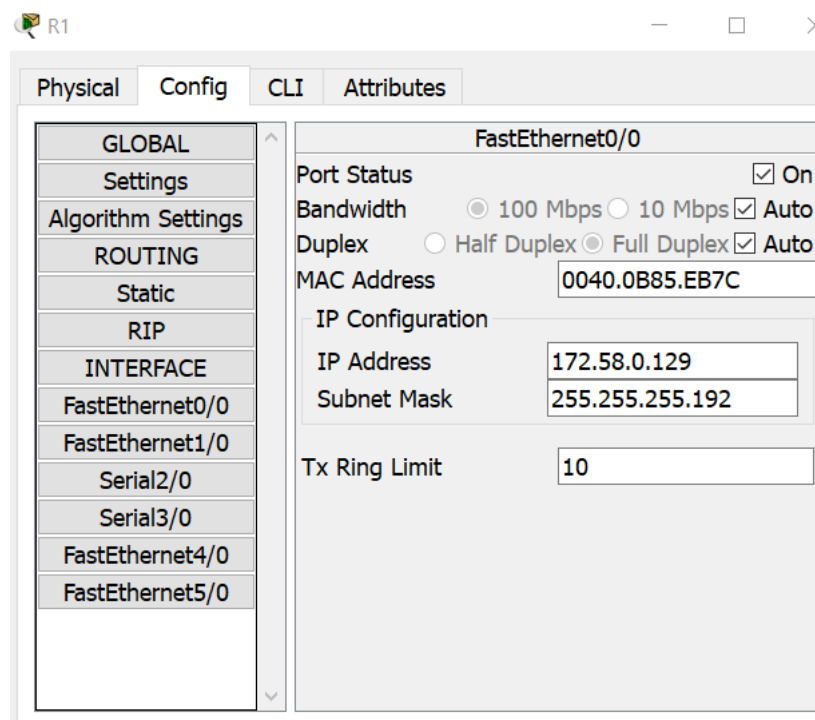 R1
Physical Config CLI Attributes
GLOBAL
Settings
Algorithm Settings
ROUTING
Static
RIP
INTERFACE
FastEthernet0/0
FastEthernet1/0
Serial2/0
Serial3/0
FastEthernet4/0
FastEthernet5/0
FastEthernet0/0
Port Status On
Bandwidth 100 Mbps 10 Mbps Auto
Duplex Half Duplex Full Duplex Auto
MAC Address 0040.0B85.EB7C
IP Configuration
IP Address 172.58.0.129
Subnet Mask 255.255.255.192
Tx Ring Limit 10